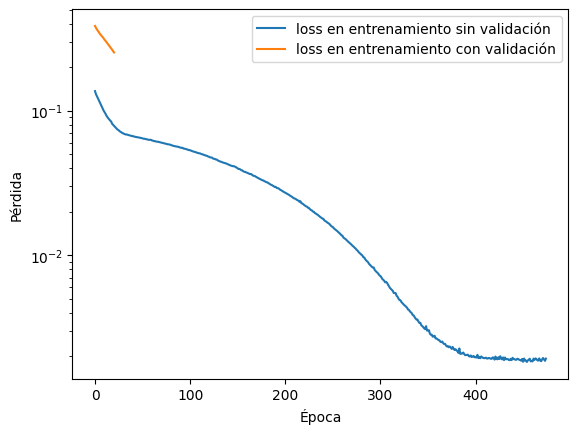 loss en entrenamiento sin validación
loss en entrenamiento con validación
10⁻¹
10⁻²
Pérdida
0
100
200
300
400
Época